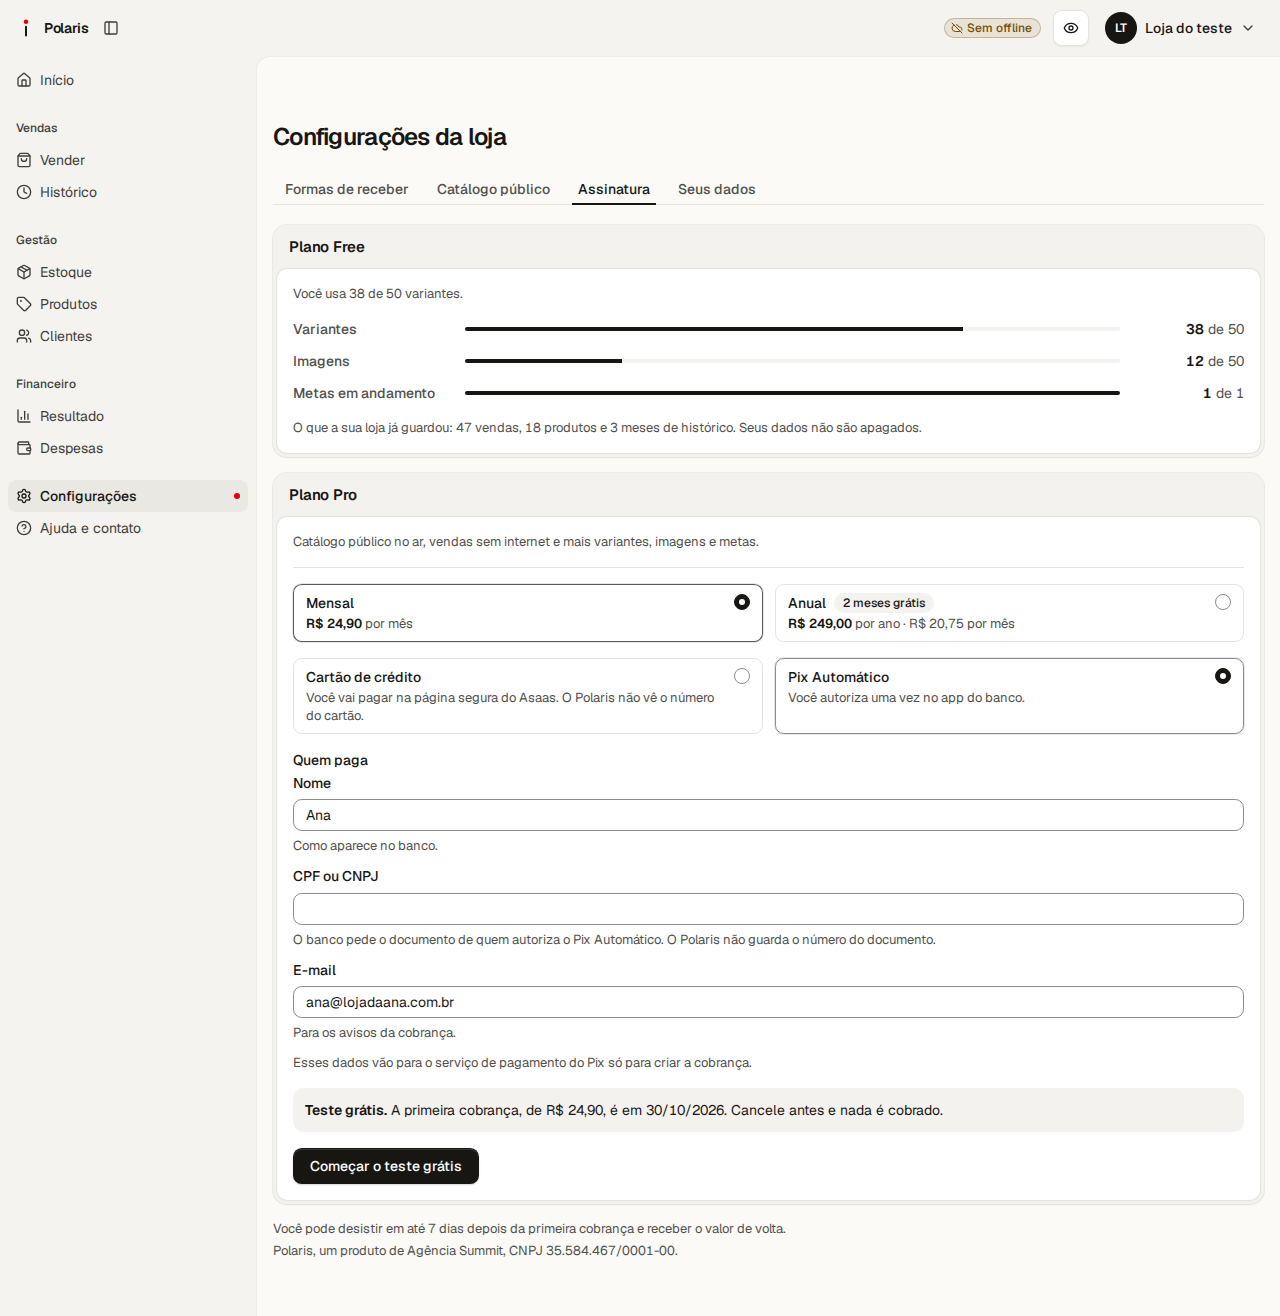 Polaris
Sem offline
LT
Loja do teste
Início
Vendas
Vender
Histórico
Gestão
Estoque
Produtos
Clientes
Financeiro
Resultado
Despesas
Configurações
Ajuda e contato
Configurações da loja
Formas de receber
Catálogo público
Assinatura
Seus dados
Plano Free
Você usa 38 de 50 variantes.
Variantes
38 de 50
Imagens
12 de 50
Metas em andamento
1 de 1
O que a sua loja já guardou: 47 vendas, 18 produtos e 3 meses de histórico. Seus dados não são apagados.
Plano Pro
Catálogo público no ar, vendas sem internet e mais variantes, imagens e metas.
Mensal
R$ 24,90 por mês
Anual 2 meses grátis
R$ 249,00 por ano · R$ 20,75 por mês
Cartão de crédito
Você vai pagar na página segura do Asaas. O Polaris não vê o número
do cartão.
Pix Automático
Você autoriza uma vez no app do banco.
Quem paga
Nome
Ana
Como aparece no banco.
CPF ou CNPJ
O banco pede o documento de quem autoriza o Pix Automático. O Polaris não guarda o número do documento.
E-mail
ana@lojadaana.com.br
Para os avisos da cobrança.
Esses dados vão para o serviço de pagamento do Pix só para criar a cobrança.
Teste grátis. A primeira cobrança, de R$ 24,90, é em 30/10/2026. Cancele antes e nada é cobrado.
Começar o teste grátis
Você pode desistir em até 7 dias depois da primeira cobrança e receber o valor de volta.
Polaris, um produto de Agência Summit, CNPJ 35.584.467/0001-00.